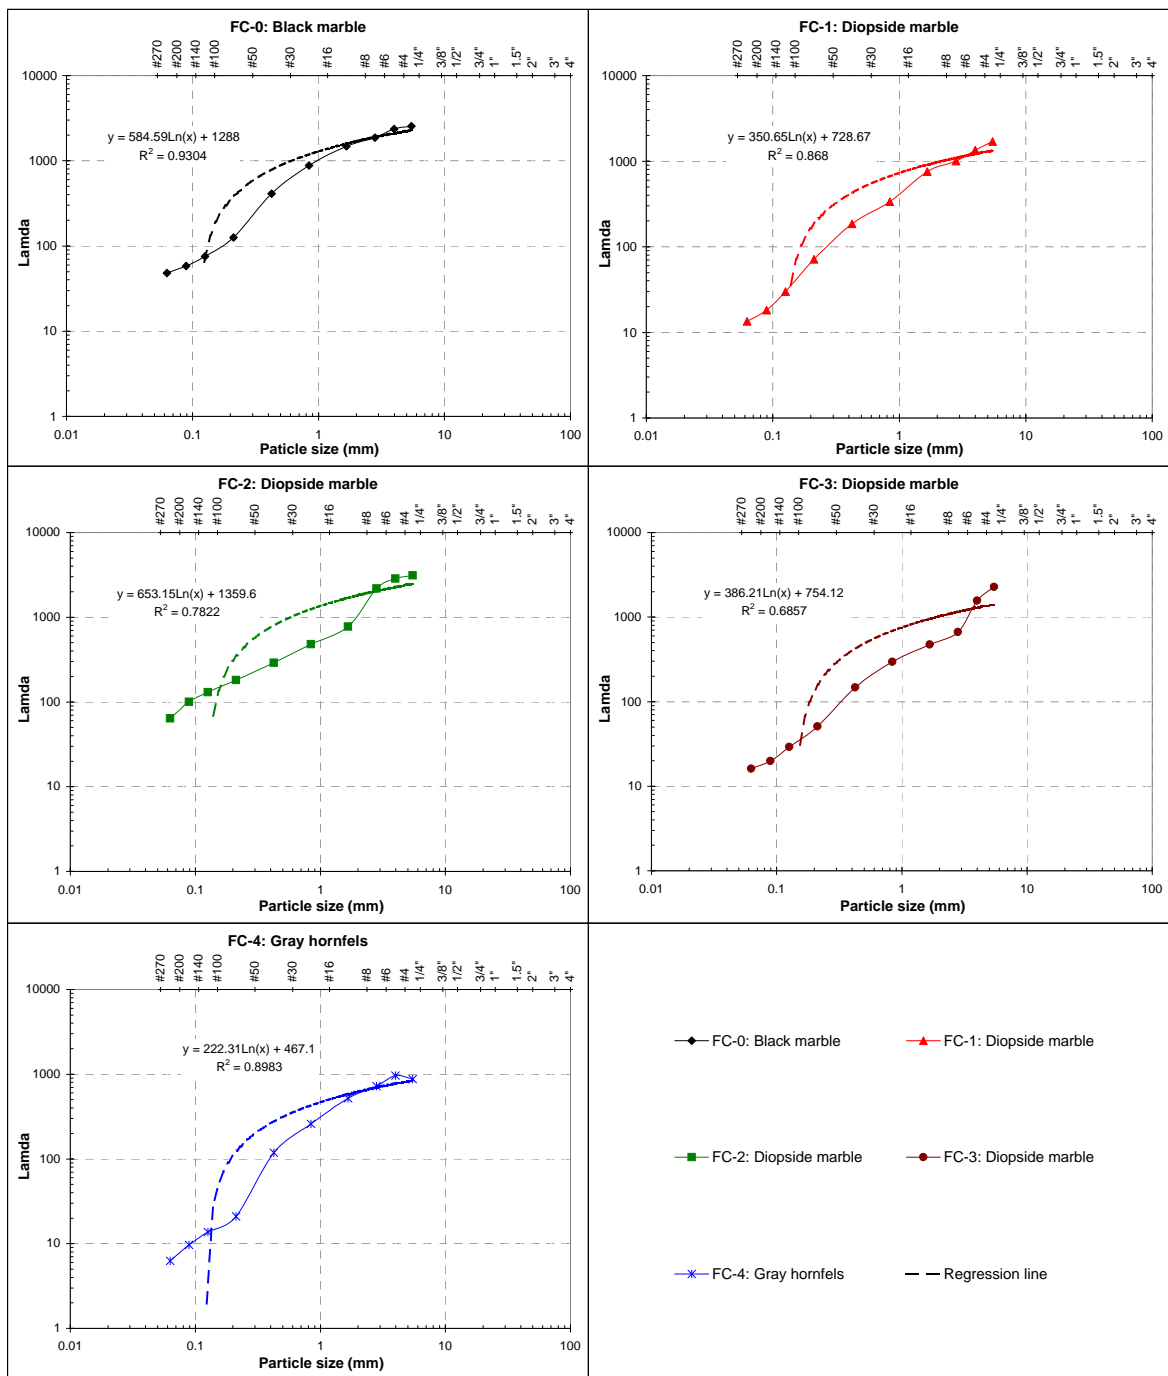 FC-0: Black marble
#270 #200 #140 #100 #50 #30 #16 #8 #6 #4 1/4" 3/8" 1/2" 3/4" 1" 1.5" 2" 3" 4"
10000
y = 584.59Ln(x) + 1288
R² = 0.9304
1000
Lamda
100
10
1
0.01 0.1 1 10 100
Paticle size (mm)
FC-1: Diopside marble
#270 #200 #140 #100 #50 #30 #16 #8 #6 #4 1/4" 3/8" 1/2" 3/4" 1" 1.5" 2" 3" 4"
10000
y = 350.65Ln(x) + 728.67
R² = 0.868
1000
Lamda
100
10
1
0.01 0.1 1 10 100
Particle size (mm)
FC-2: Diopside marble
#270 #200 #140 #100 #50 #30 #16 #8 #6 #4 1/4" 3/8" 1/2" 3/4" 1" 1.5" 2" 3" 4"
10000
y = 653.15Ln(x) + 1359.6
R² = 0.7822
1000
Lamda
100
10
1
0.01 0.1 1 10 100
Particle size (mm)
FC-3: Diopside marble
#270 #200 #140 #100 #50 #30 #16 #8 #6 #4 1/4" 3/8" 1/2" 3/4" 1" 1.5" 2" 3" 4"
10000
y = 386.21Ln(x) + 754.12
R² = 0.6857
1000
Lamda
100
10
1
0.01 0.1 1 10 100
Particle size (mm)
FC-4: Gray hornfels
#270 #200 #140 #100 #50 #30 #16 #8 #6 #4 1/4" 3/8" 1/2" 3/4" 1" 1.5" 2" 3" 4"
10000
y = 222.31Ln(x) + 467.1
R² = 0.8983
1000
Lamda
100
10
1
0.01 0.1 1 10 100
Particle size (mm)
FC-0: Black marble
FC-1: Diopside marble
FC-2: Diopside marble
FC-3: Diopside marble
FC-4: Gray hornfels
Regression line